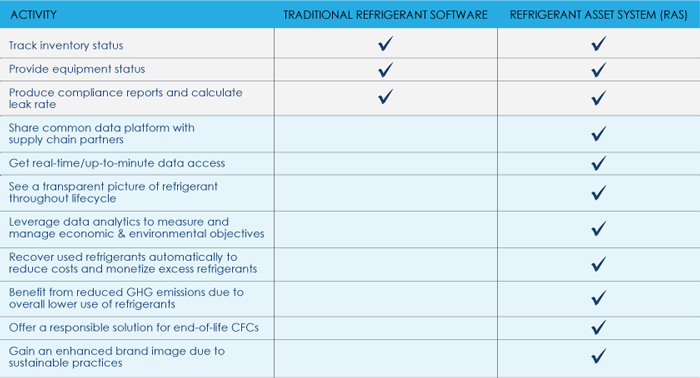 ACTIVITY TRADITIONAL REFRIGERANT SOFTWARE REFRIGERANT ASSET SYSTEM (RAS)
Track inventory status
Provide equipment status
Produce compliance reports and calculate
leak rate
Share common data platform with
supply chain partners
Get real-time/up-to-minute data access
See a transparent picture of refrigerant
throughout lifecycle
Leverage data analytics to measure and
manage economic & environmental objectives
Recover used refrigerants automatically to
reduce costs and monetize excess refrigerants
Benefit from reduced GHG emissions due to
overall lower use of refrigerants
Offer a responsible solution for end-of-life CFCs
Gain an enhanced brand image due to
sustainable practices